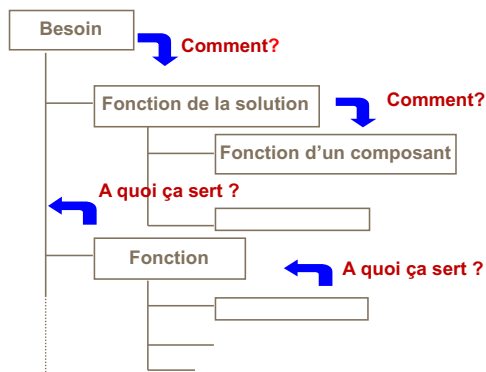 Besoin
Comment?
Fonction de la solution
Comment?
Fonction d'un composant
A quoi ça sert ?
Fonction
A quoi ça sert ?